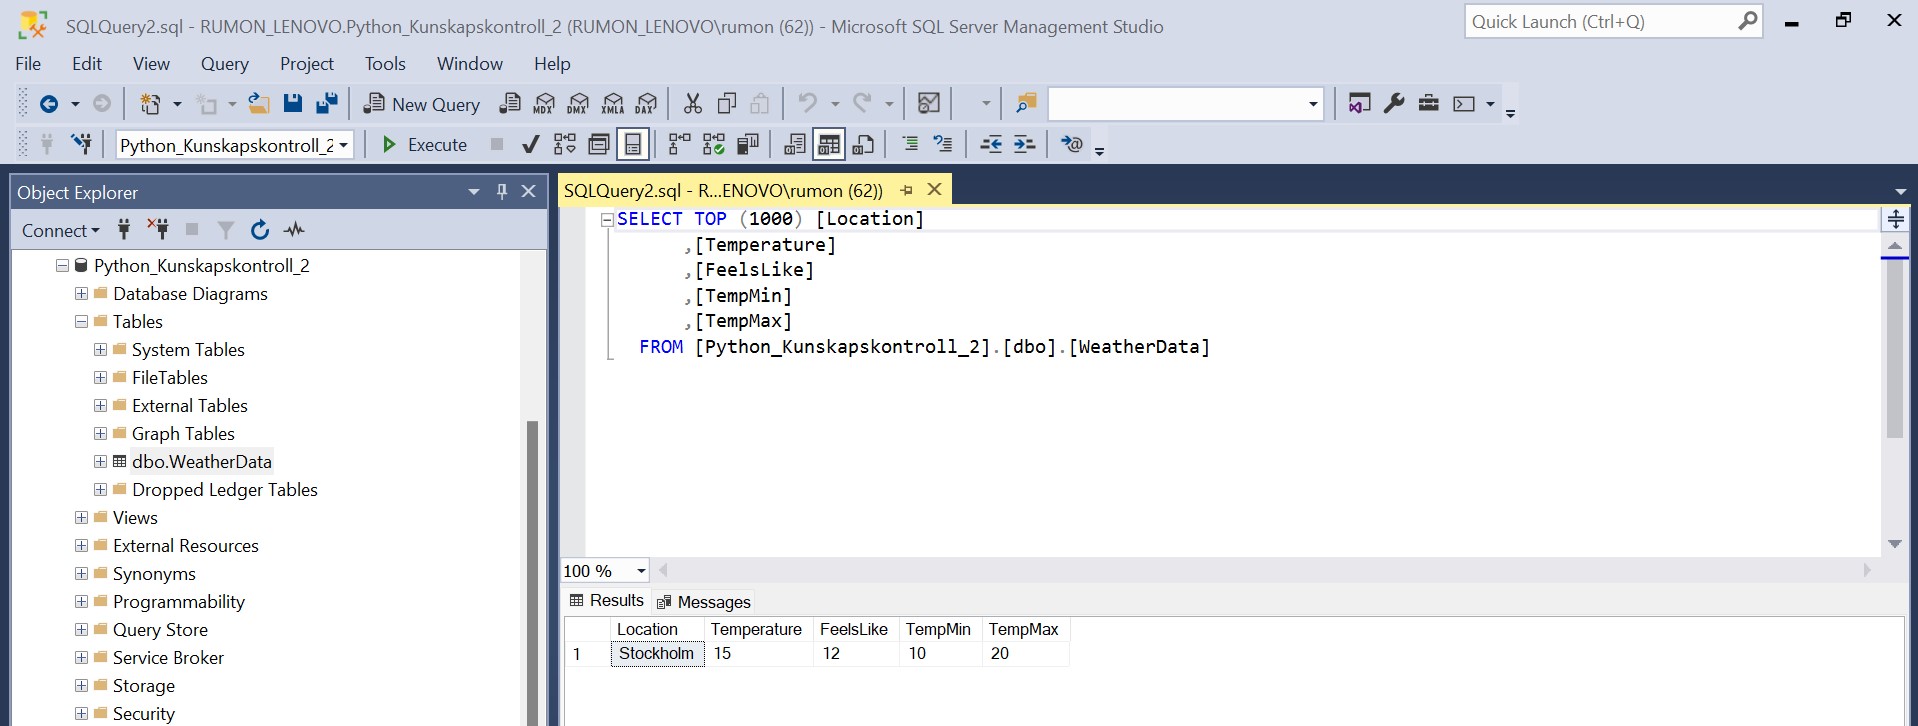 SQLQuery2.sql - RUMON_LENOVO.Python_Kunskapskontroll_2 (RUMON_LENOVO\rumon (62)) - Microsoft SQL Server Management Studio
Quick Launch (Ctrl+Q)
File Edit View Query Project Tools Window Help
New Query MDX DMX XMLA DAX
Python_Kunskapskontroll_2 Execute
Object Explorer
Connect
Python_Kunskapskontroll_2
Database Diagrams
Tables
System Tables
FileTables
External Tables
Graph Tables
dbo.WeatherData
Dropped Ledger Tables
Views
External Resources
Synonyms
Programmability
Query Store
Service Broker
Storage
Security
SQLQuery2.sql - R...ENOVO\rumon (62))
SELECT TOP (1000) [Location]
,[Temperature]
,[FeelsLike]
,[TempMin]
,[TempMax]
FROM [Python_Kunskapskontroll_2].[dbo].[WeatherData]
100 %
Results Messages
Location Temperature FeelsLike TempMin TempMax
1 Stockholm 15 12 10 20